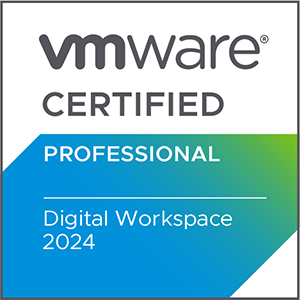 vmware®
CERTIFIED
PROFESSIONAL
Digital Workspace
2024